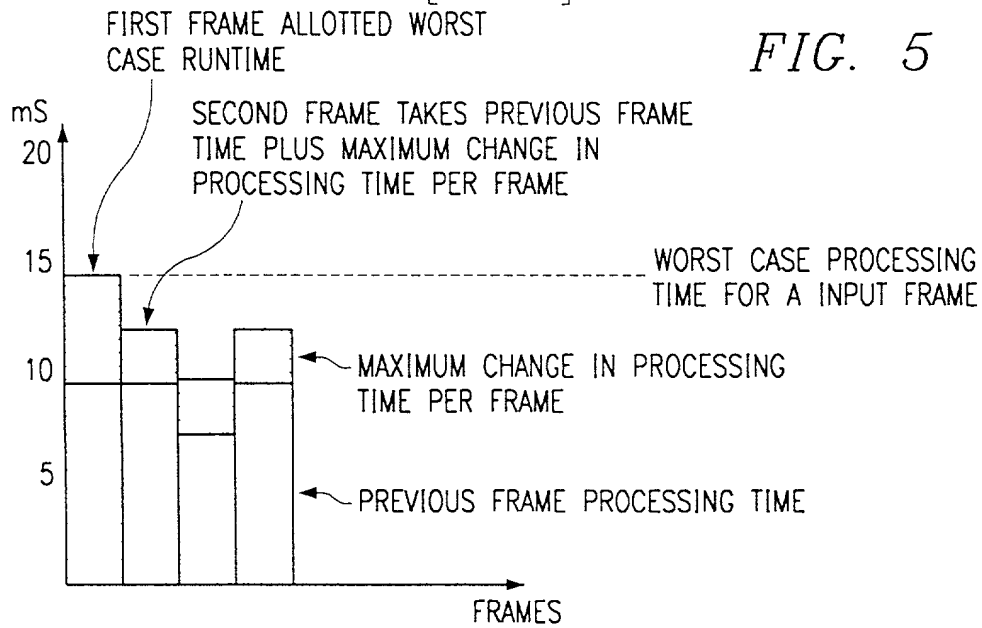 FIRST FRAME ALLOTTED WORST
CASE RUNTIME
FIG. 5
mS
SECOND FRAME TAKES PREVIOUS FRAME
TIME PLUS MAXIMUM CHANGE IN
PROCESSING TIME PER FRAME
20
15
WORST CASE PROCESSING
TIME FOR A INPUT FRAME
10
MAXIMUM CHANGE IN PROCESSING
TIME PER FRAME
5
PREVIOUS FRAME PROCESSING TIME
FRAMES